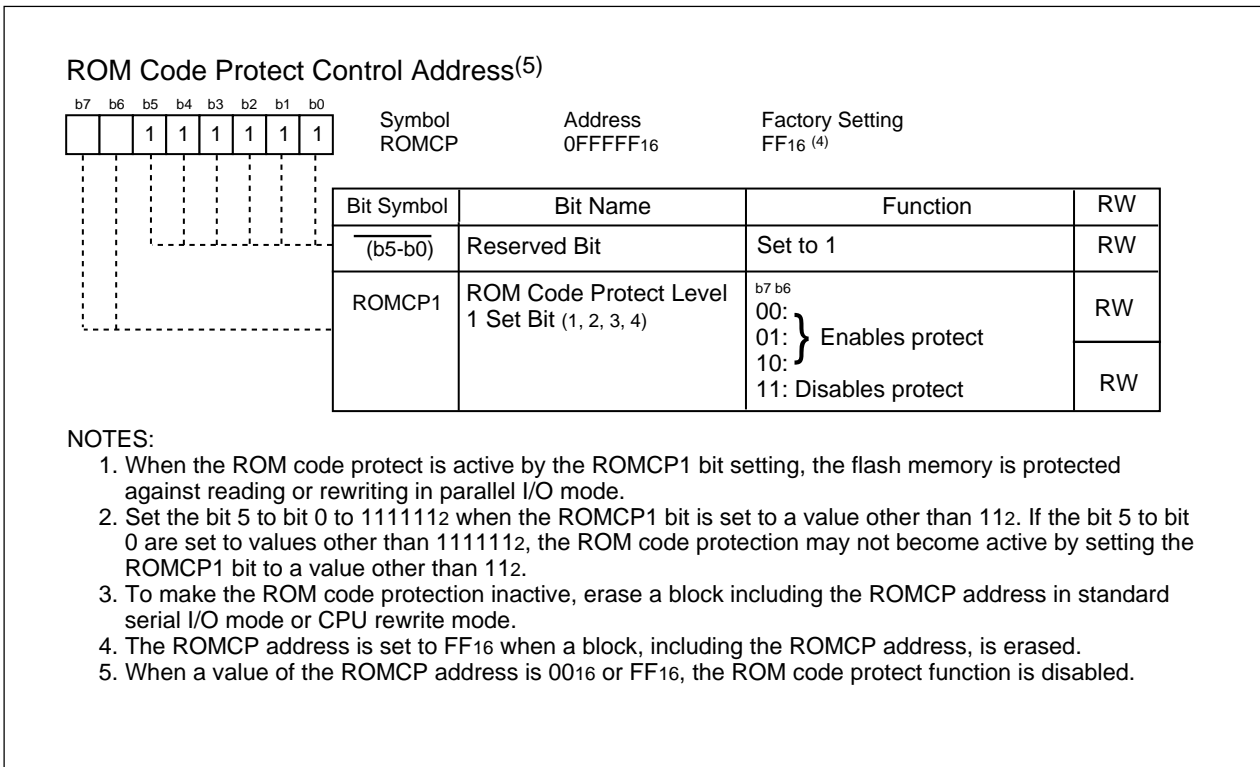 ROM Code Protect Control Address(5)
b7 b6 b5 b4 b3 b2 b1 b0
1 1 1 1 1 1
Symbol Address Factory Setting
ROMCP 0FFFFF16 FF16 (4)
Bit Symbol Bit Name Function RW
(b5-b0) Reserved Bit Set to 1 RW
ROMCP1 ROM Code Protect Level
1 Set Bit (1, 2, 3, 4)
b7 b6
00:
01: } Enables protect
10:
11: Disables protect
RW
RW
NOTES:
1. When the ROM code protect is active by the ROMCP1 bit setting, the flash memory is protected
against reading or rewriting in parallel I/O mode.
2. Set the bit 5 to bit 0 to 1111112 when the ROMCP1 bit is set to a value other than 112. If the bit 5 to bit
0 are set to values other than 1111112, the ROM code protection may not become active by setting the
ROMCP1 bit to a value other than 112.
3. To make the ROM code protection inactive, erase a block including the ROMCP address in standard
serial I/O mode or CPU rewrite mode.
4. The ROMCP address is set to FF16 when a block, including the ROMCP address, is erased.
5. When a value of the ROMCP address is 0016 or FF16, the ROM code protect function is disabled.